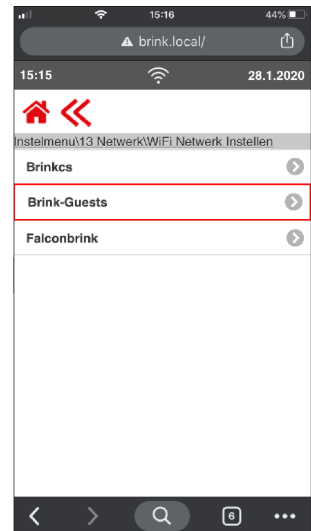 15:16
44%
brink.local/
15:15
28.1.2020
Instelmenu\13 Netwerk\WiFi Netwerk Instellen
Brinkcs
Brink-Guests
Falconbrink
6